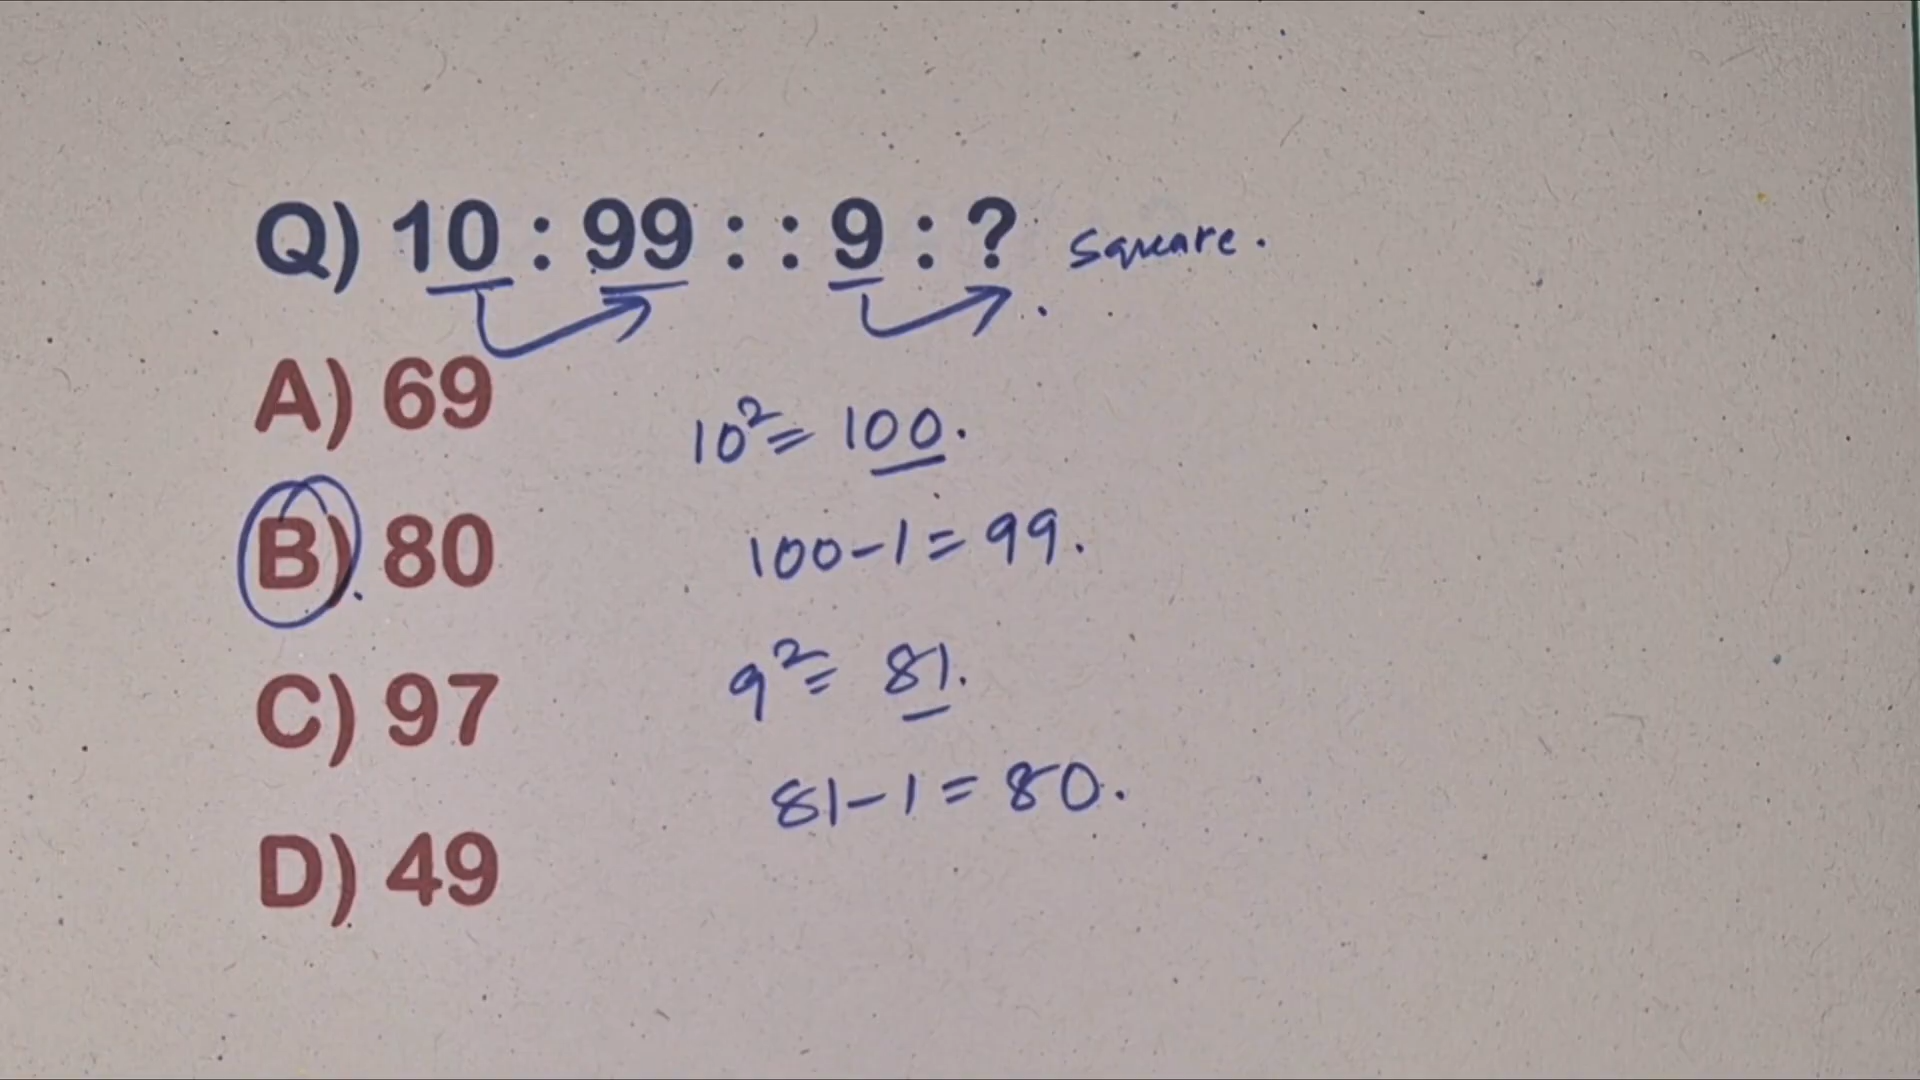 Q) 10 : 99 : : 9 : ? square.
A) 69
10² = 100.
B) 80
100-1 = 99.
9² = 81.
C) 97
81-1 = 80.
D) 49